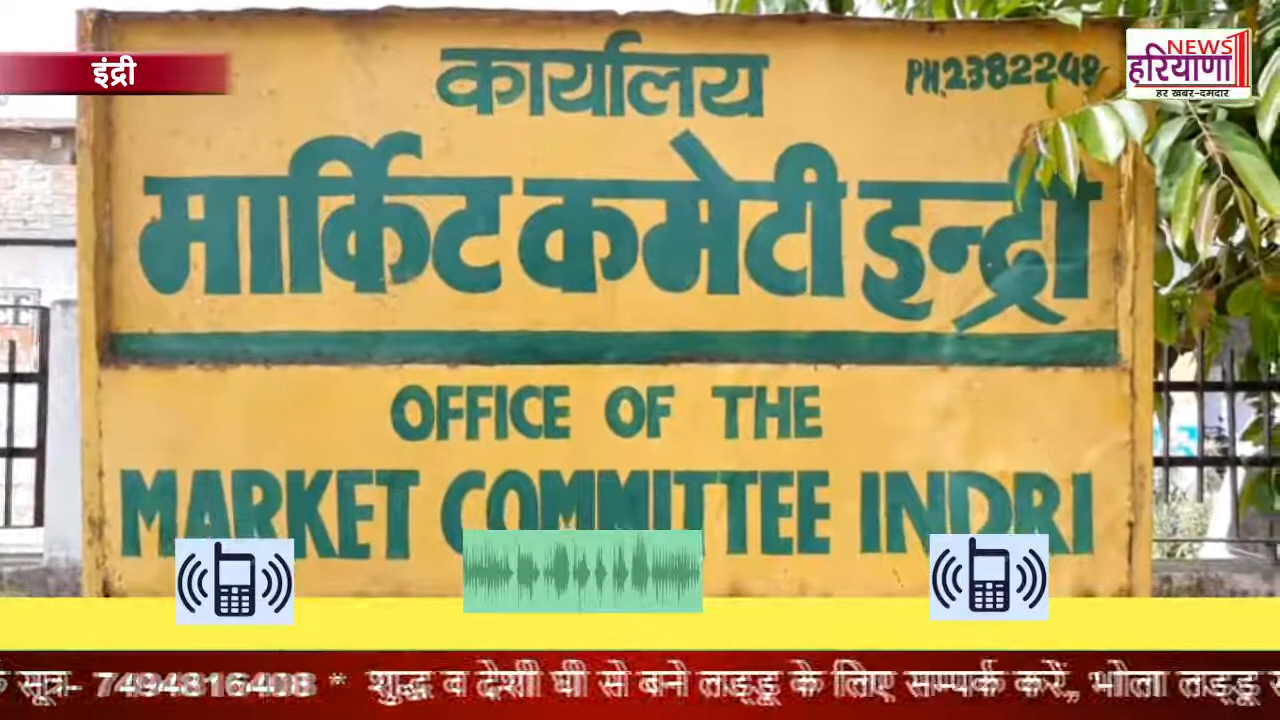 इंद्री
कार्यालय
PH.2382248
NEWS 1
हरियाणा
हर खबर-दमदार
मार्किट कमेटी इन्द्री
OFFICE OF THE
MARKET COMMITTEE INDRI
सूत्र- 7494816408 * शुद्ध व देशी घी से बने लड्डू के लिए सम्पर्क करें,, भोला लड्डू